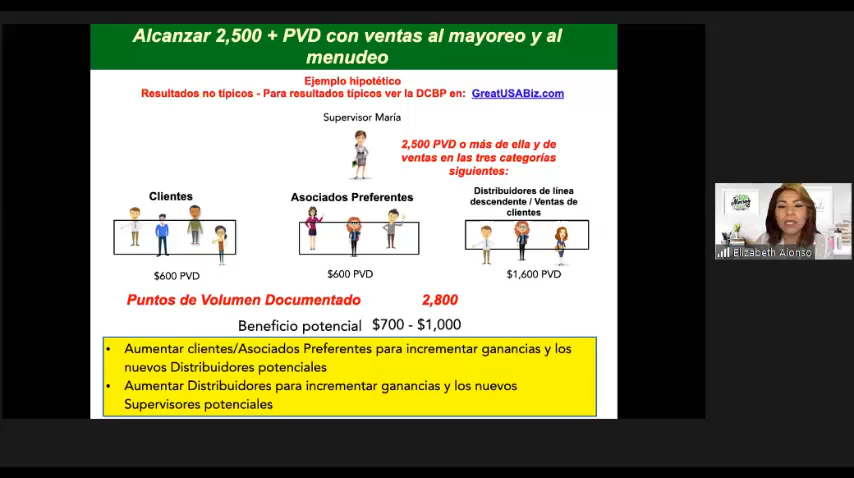 Alcanzar 2,500 + PVD con ventas al mayoreo y al
menudeo
Ejemplo hipotético
Resultados no típicos - Para resultados típicos ver la DCBP en: GreatUSABiz.com
Supervisor María
2,500 PVD o más de ella y de
ventas en las tres categorías
siguientes:
Clientes
Asociados Preferentes
Distribuidores de línea
descendente / Ventas de
clientes
$600 PVD
$600 PVD
$1,600 PVD
Puntos de Volumen Documentado 2,800
Beneficio potencial $700 - $1,000
• Aumentar clientes/Asociados Preferentes para incrementar ganancias y los
nuevos Distribuidores potenciales
• Aumentar Distribuidores para incrementar ganancias y los nuevos
Supervisores potenciales
Elizabeth Alonso